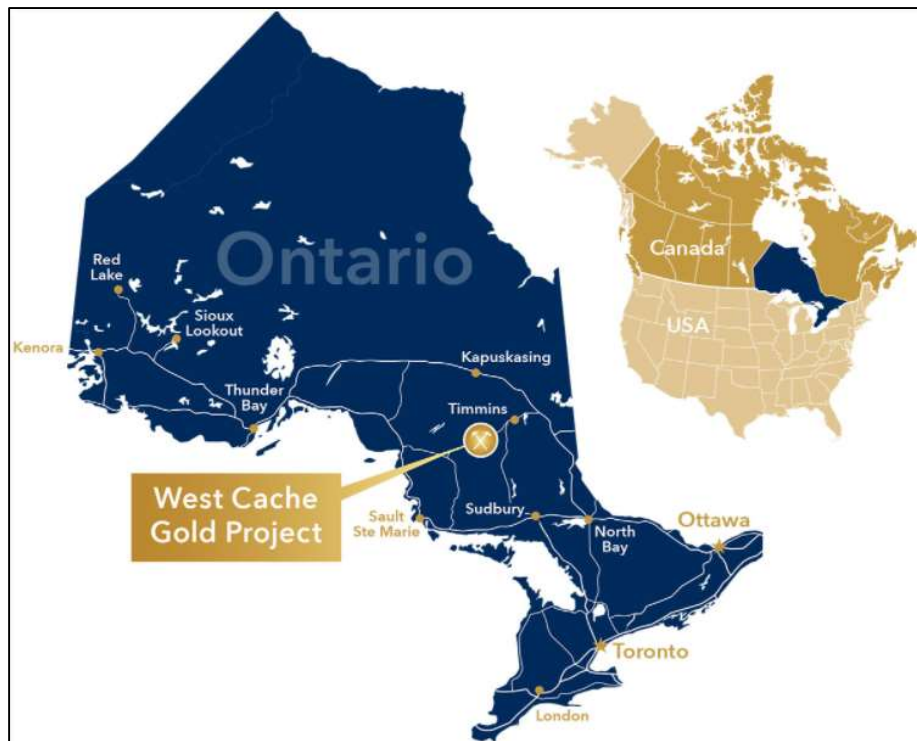 Ontario
Canada
USA
Red
Lake
Sioux
Lookout
Kenora
Thunder
Bay
Kapuskasing
Timmins
West Cache
Gold Project
Sault
Ste Marie
Sudbury
North
Bay
Ottawa
Toronto
London